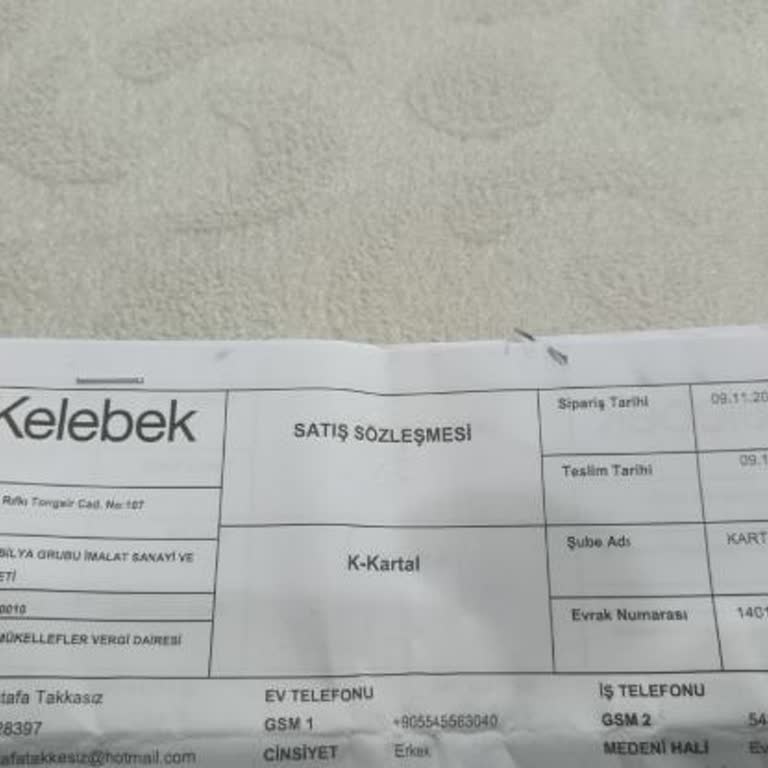 Kelebek
SATIŞ SÖZLEŞMESİ
Sipariş Tarihi 09.11.20
Teslim Tarihi 09.1
Rıfkı Tongsir Cad. No:107
BİLYA GRUBU İMALAT SANAYİ VE
ETİ
K-Kartal
Şube Adı KART
0010
Evrak Numarası 1401
MÜKELLEFLER VERGİ DAİRESİ
tafa Takkasız EV TELEFONU İŞ TELEFONU
28397 GSM 1 +905545563040 GSM 2 54
afatakkesiz@hotmail.com CİNSİYET Erkek MEDENİ HALİ Ev